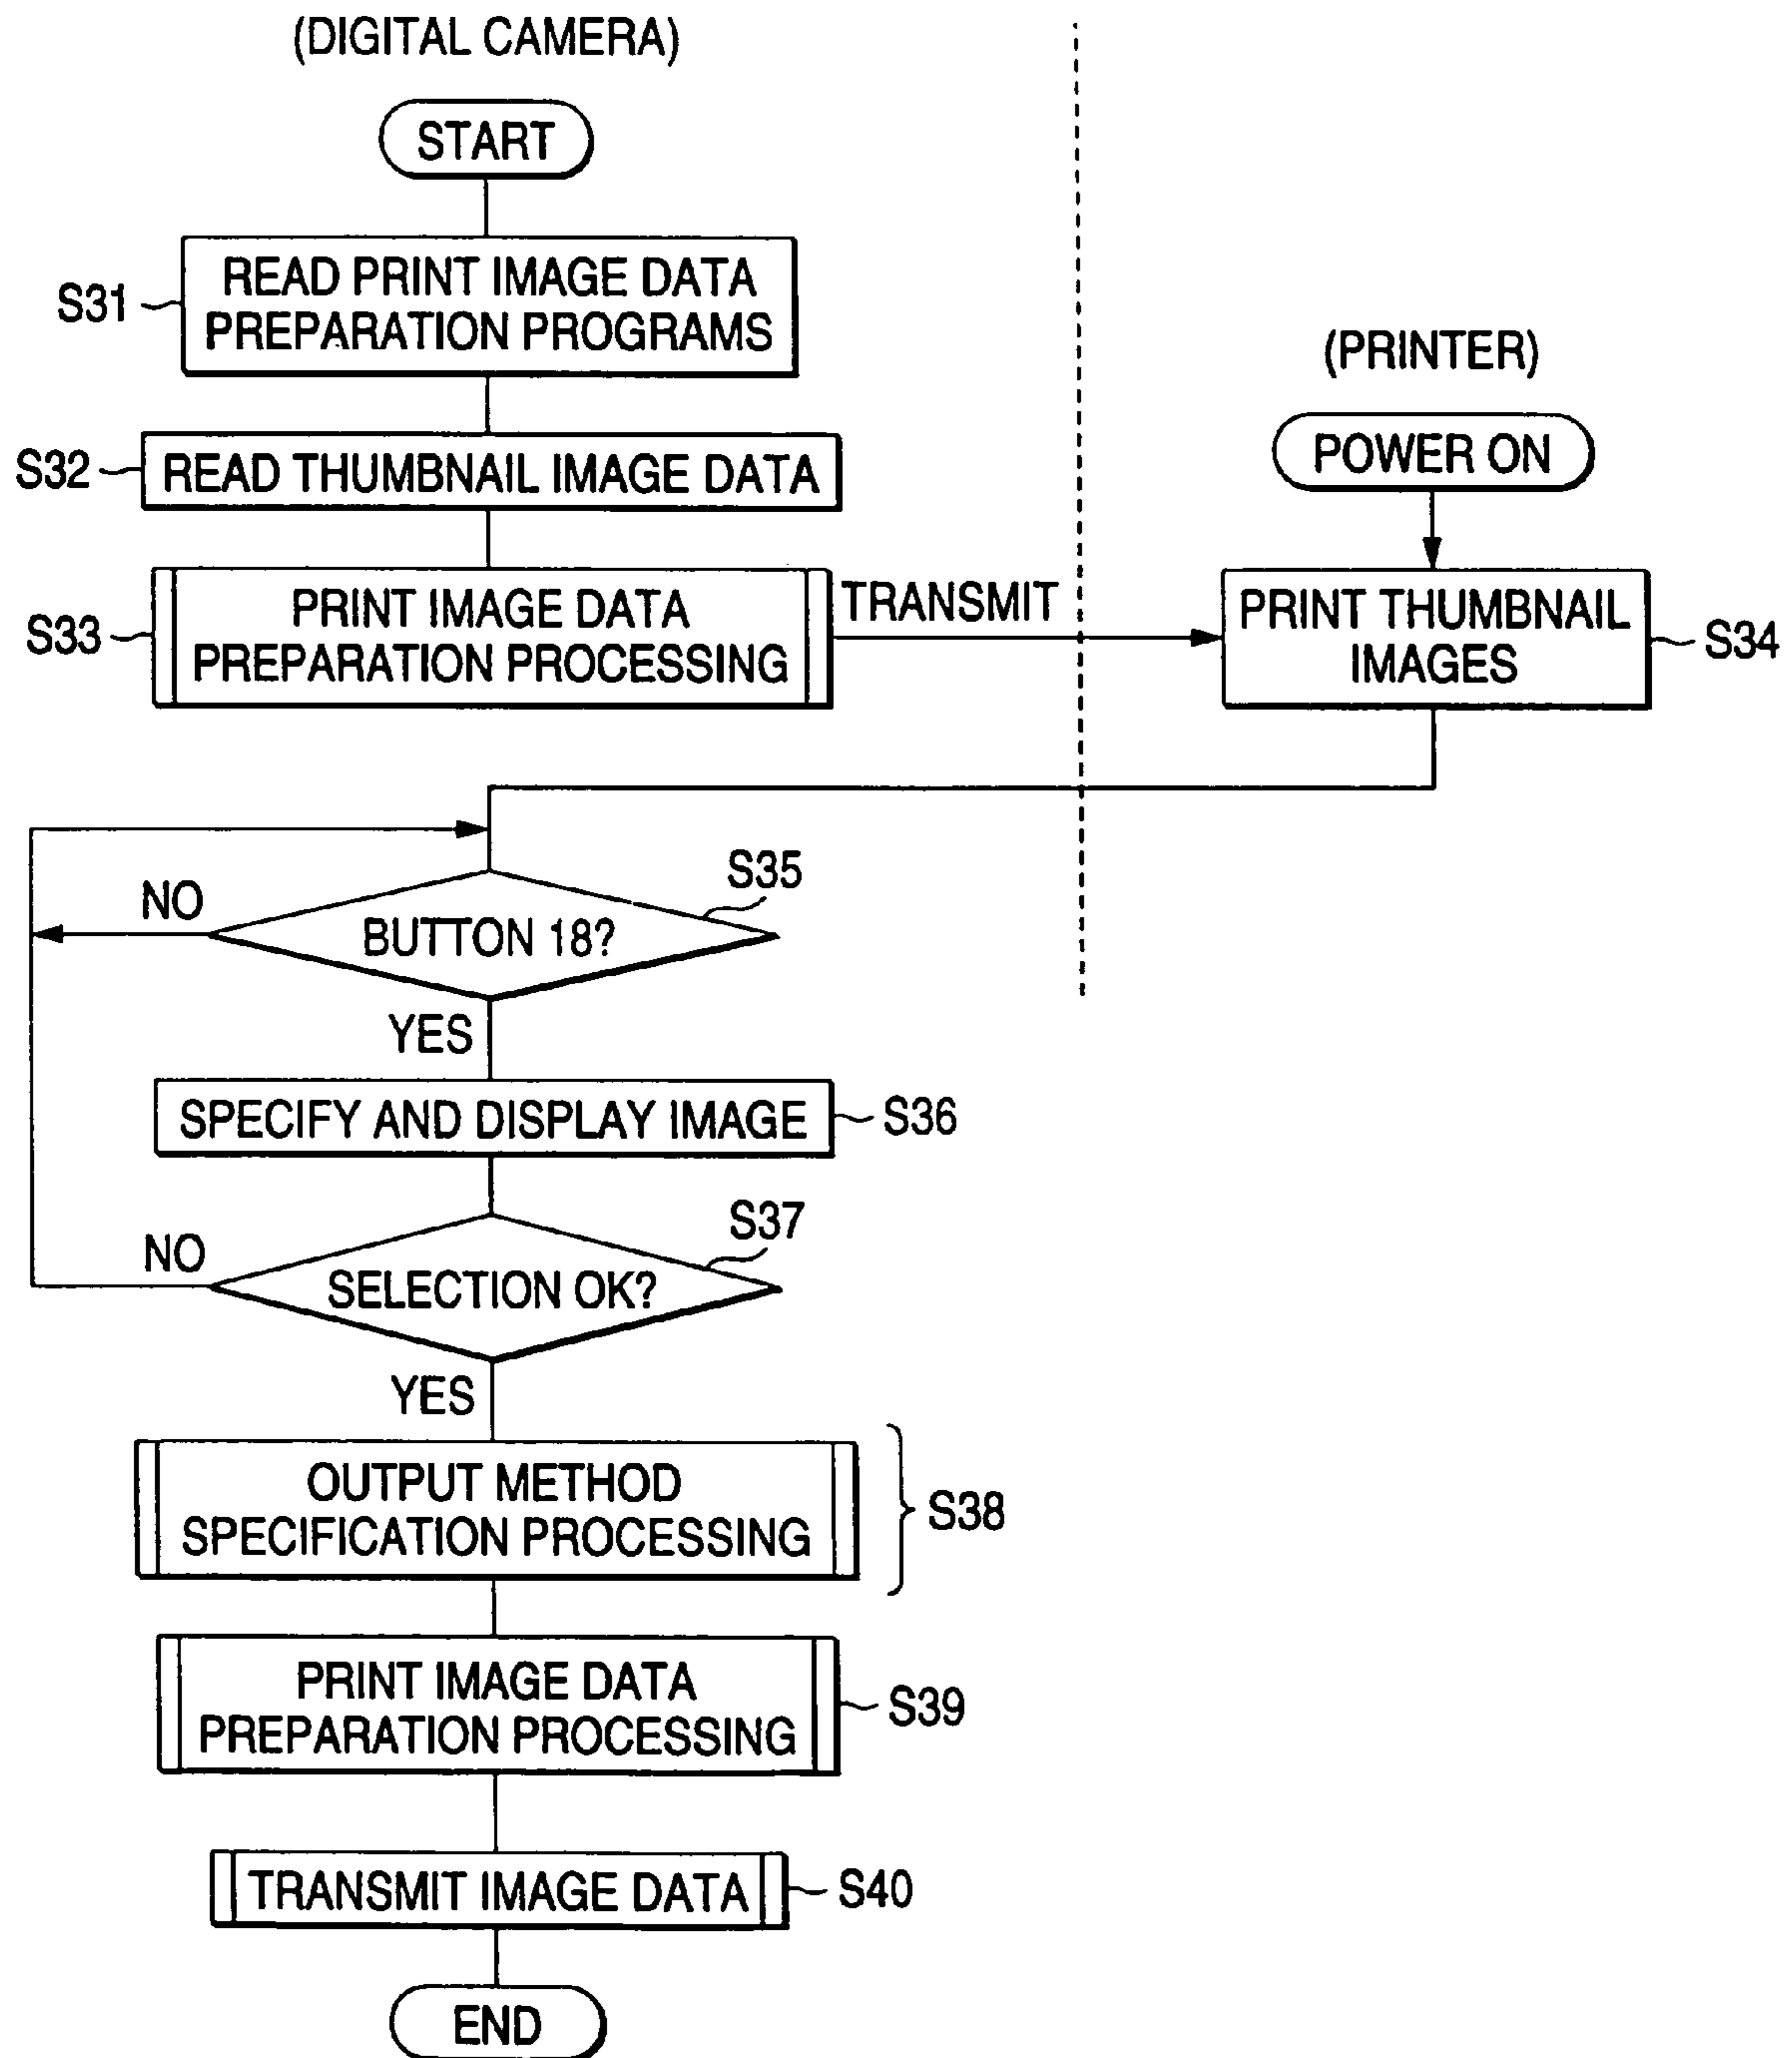 (DIGITAL CAMERA)
START
S31
READ PRINT IMAGE DATA
PREPARATION PROGRAMS
(PRINTER)
POWER ON
S32
READ THUMBNAIL IMAGE DATA
S33
PRINT IMAGE DATA
PREPARATION PROCESSING
TRANSMIT
PRINT THUMBNAIL
IMAGES
S34
S35
NO
BUTTON 18?
YES
SPECIFY AND DISPLAY IMAGE
S36
S37
NO
SELECTION OK?
YES
OUTPUT METHOD
SPECIFICATION PROCESSING
S38
PRINT IMAGE DATA
PREPARATION PROCESSING
S39
TRANSMIT IMAGE DATA
S40
END